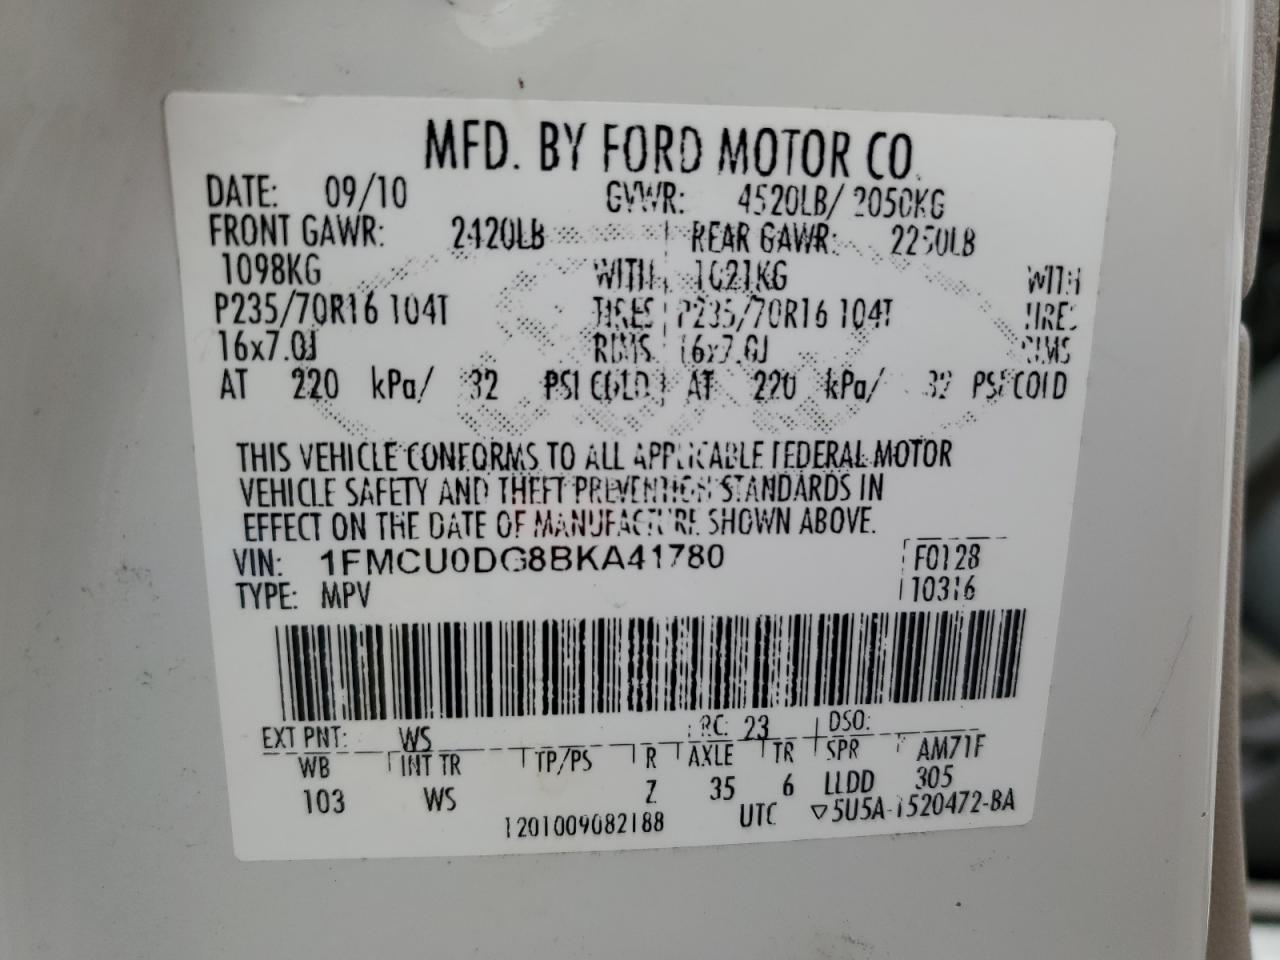 MFD. BY FORD MOTOR CO.
DATE: 09/10 GVWR: 4520LB/ 2050KG
FRONT GAWR: 2420LB REAR GAWR: 2250LB
1098KG WITH 1021KG WITH
P235/70R16 104T TIRES P235/70R16 104T TIRES
16x7.0J RIMS 16x7.0J RIMS
AT 220 kPa/ 32 PSI COLD AT 220 kPa/ 32 PSI COLD
THIS VEHICLE CONFORMS TO ALL APPLICABLE FEDERAL MOTOR
VEHICLE SAFETY AND THEFT PREVENTION STANDARDS IN
EFFECT ON THE DATE OF MANUFACTURE SHOWN ABOVE.
VIN: 1FMCU0DG8BKA41780 F0128
TYPE: MPV 10316
EXT PNT: WS RC: 23 DSO:
WB INT TR TP/PS R AXLE TR SPR AM71F
103 WS Z 35 6 LLDD 305
1201009082188 UTC ▽5U5A-1520472-BA